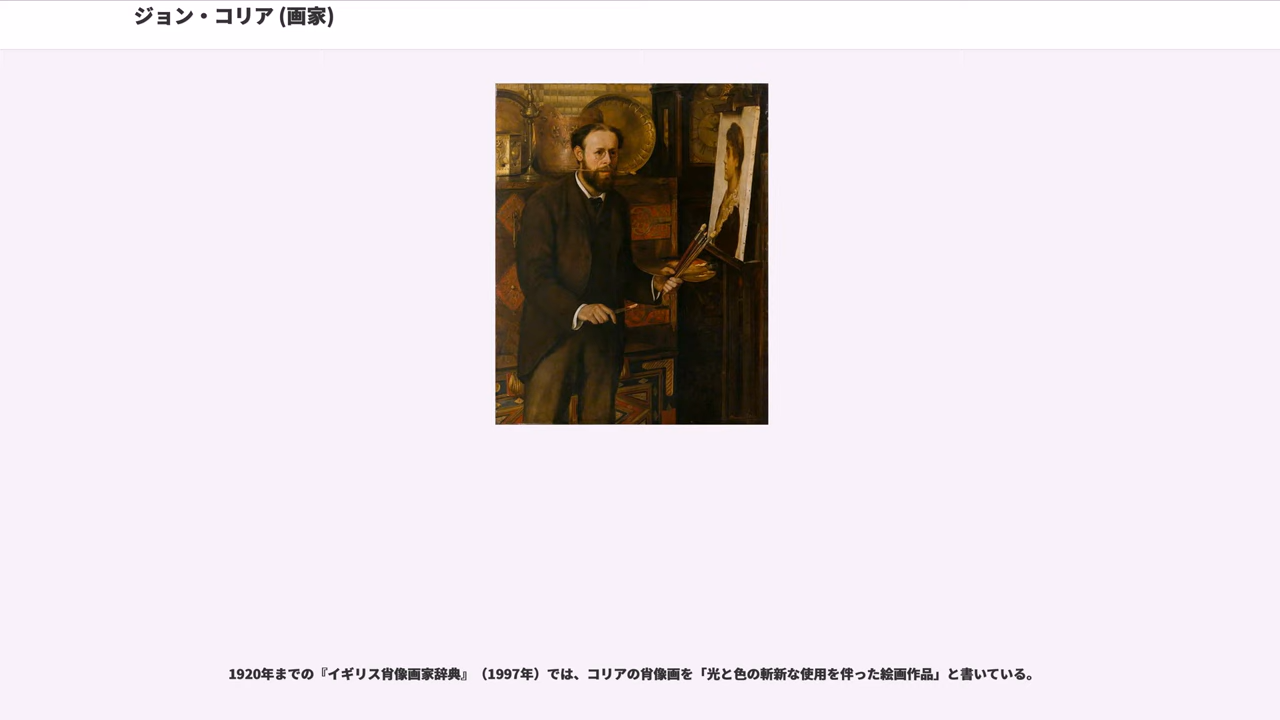 ジョン・コリア (画家)
1920年までの『イギリス肖像画家辞典』（1997年）では、コリアの肖像画を「光と色の斬新な使用を伴った絵画作品」と書いている。